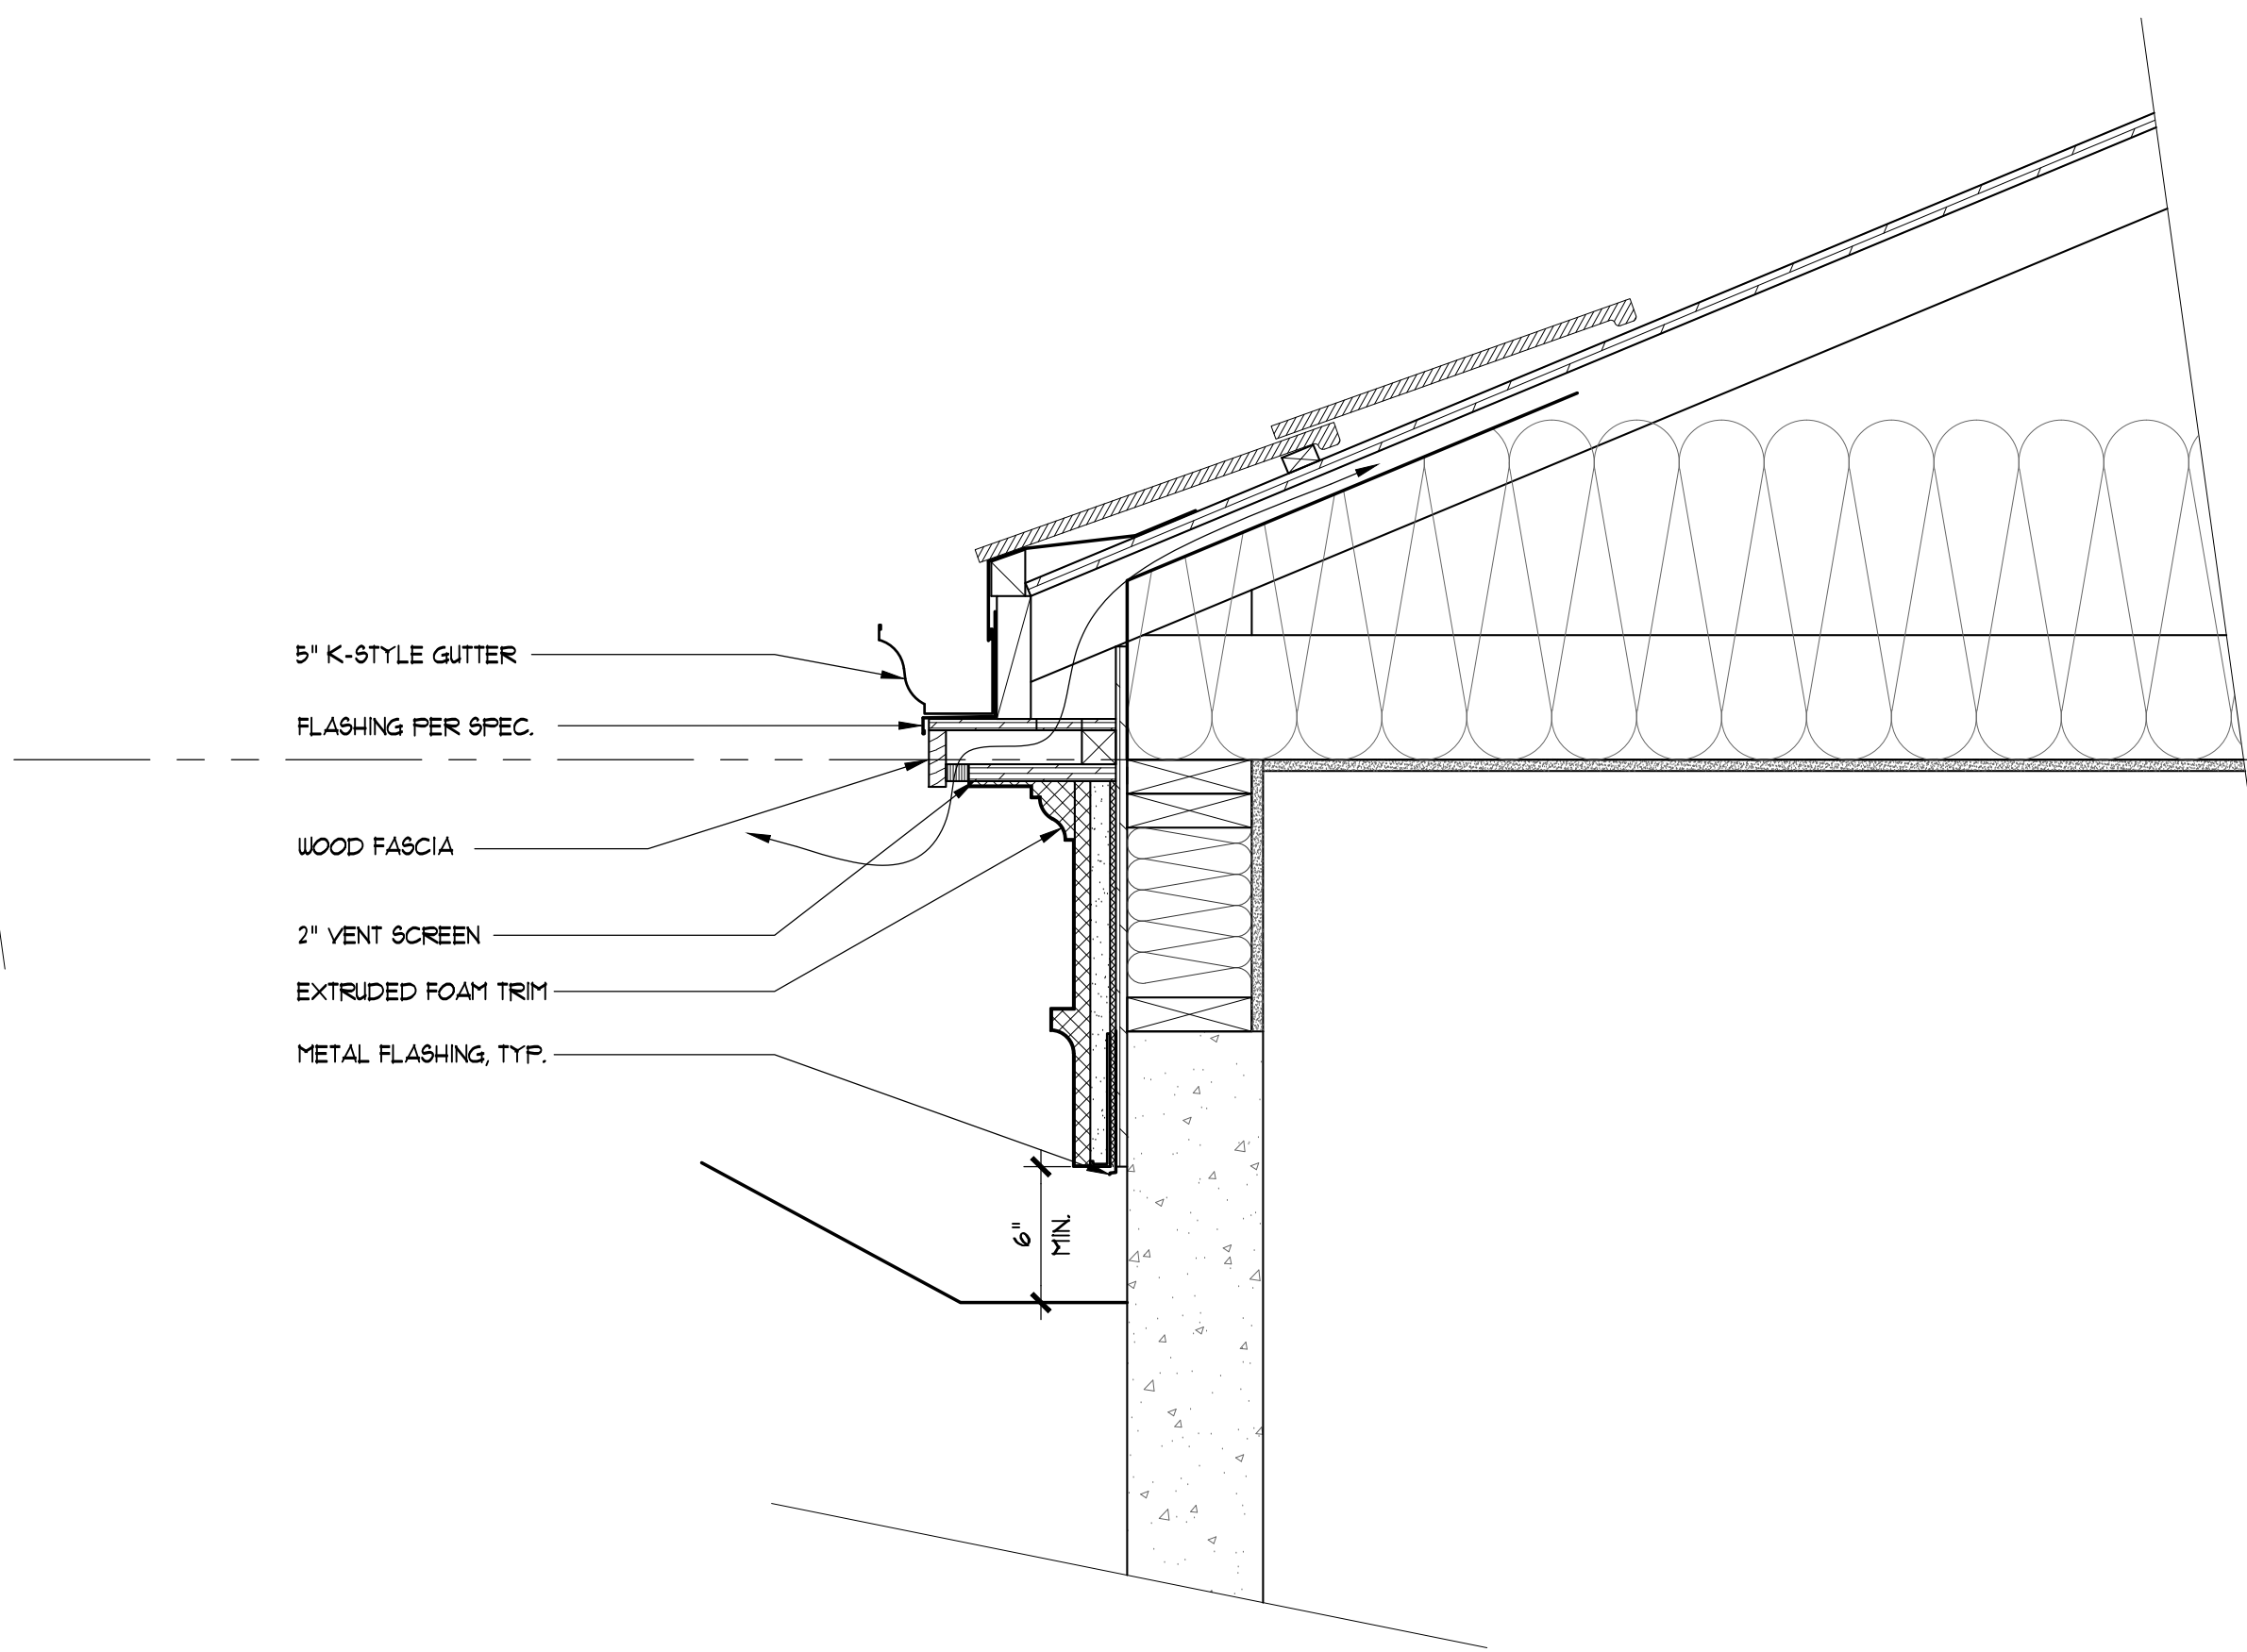 5" K-STYLE GUTTER
FLASHING PER SPEC.
WOOD FASCIA
2" VENT SCREEN
EXTRUDED FOAM TRIM
METAL FLASHING, TYP.
6"
MIN.